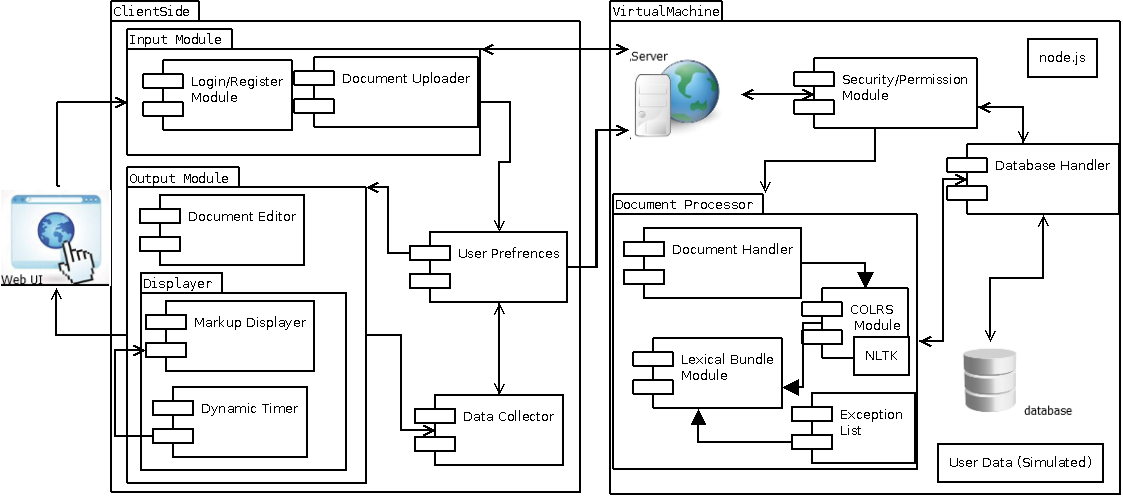 ClientSide
Input Module
Login/Register
Module
Document Uploader
Output Module
Document Editor
Displayer
Markup Displayer
Dynamic Timer
User Prefrences
Data Collector
Web UI
VirtualMachine
Server
node.js
Security/Permission
Module
Database Handler
Document Processor
Document Handler
COLRS
Module
NLTK
Lexical Bundle
Module
Exception
List
database
User Data (Simulated)